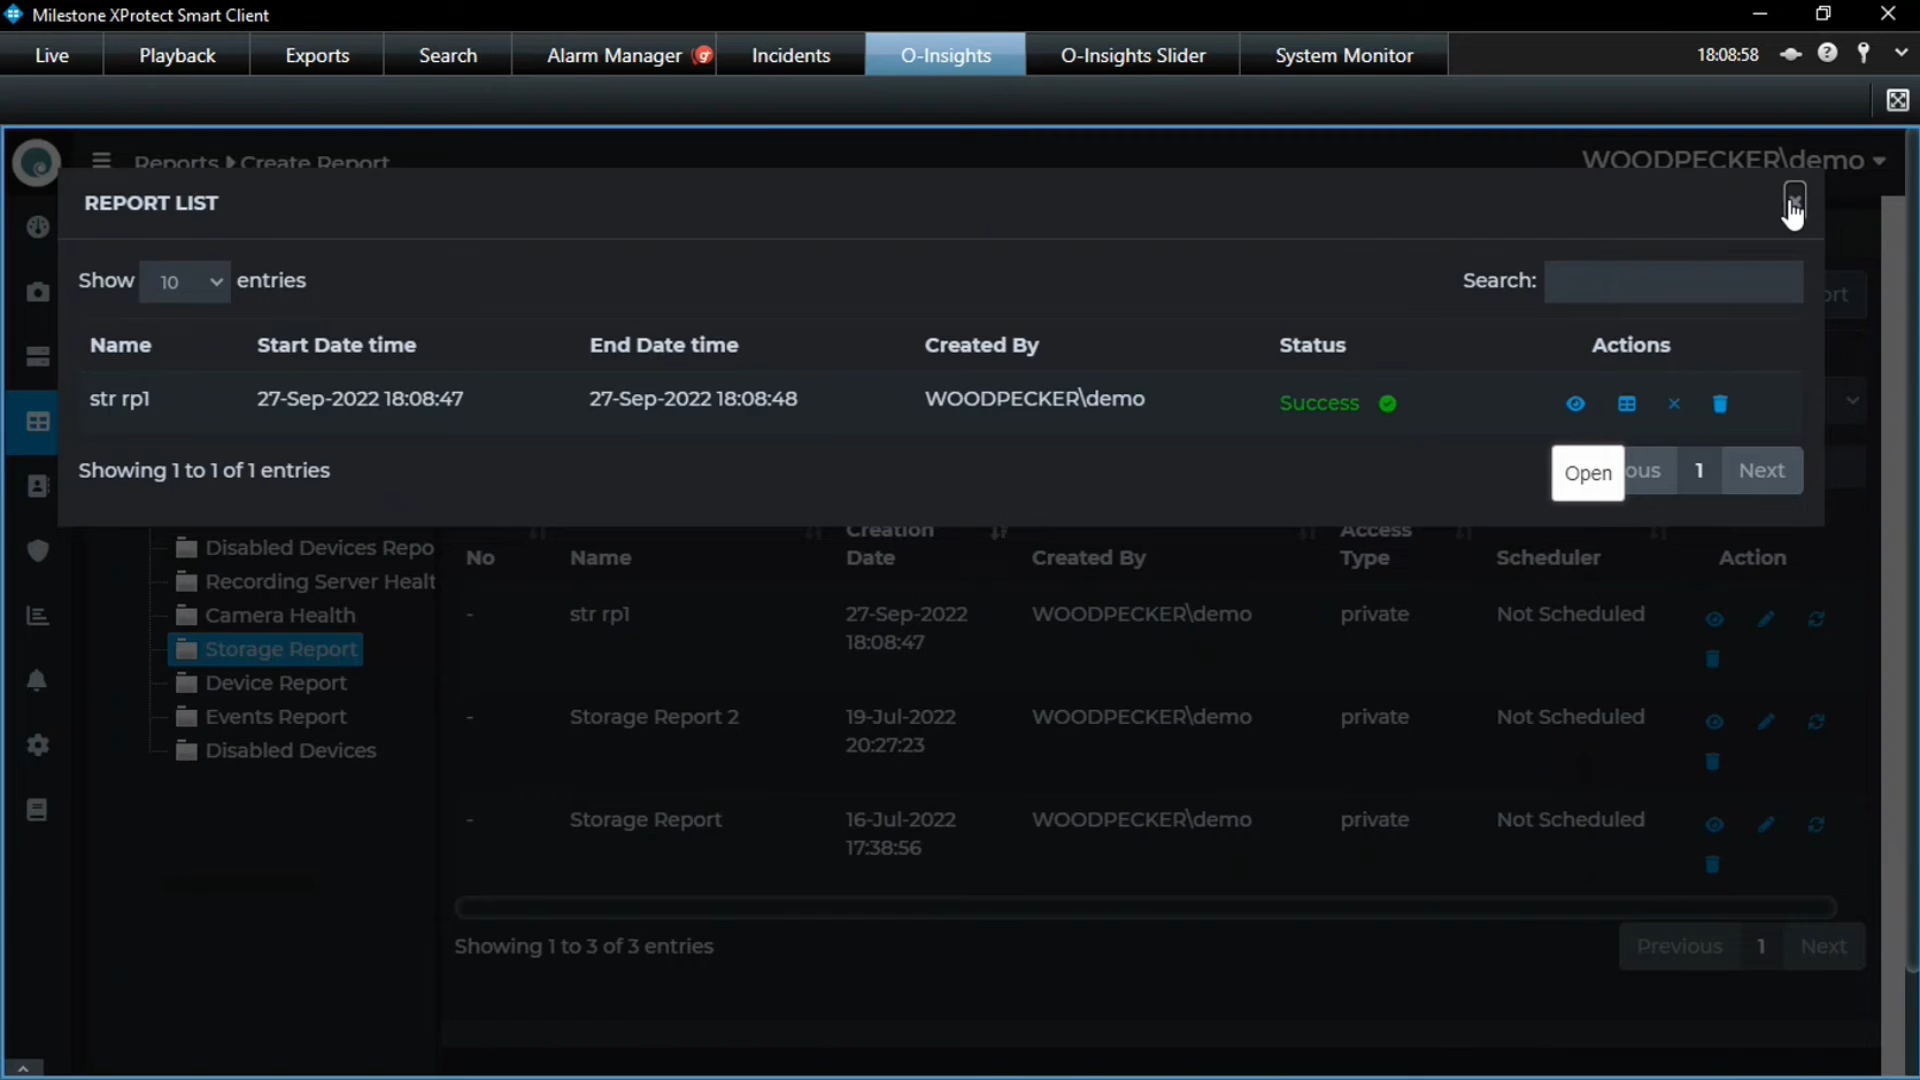 Milestone XProtect Smart Client
Live Playback Exports Search Alarm Manager Incidents O-Insights O-Insights Slider System Monitor 18:08:58
Reports Create Report WOODPECKER\demo
REPORT LIST
Show 10 entries Search:
Name Start Date time End Date time Created By Status Actions
str rp1 27-Sep-2022 18:08:47 27-Sep-2022 18:08:48 WOODPECKER\demo Success
Showing 1 to 1 of 1 entries Open 1 Next
Disabled Devices Repo
Recording Server Healt
Camera Health
Storage Report
Device Report
Events Report
Disabled Devices
No Name Creation Date Created By Access Type Scheduler Action
- str rp1 27-Sep-2022 WOODPECKER\demo private Not Scheduled
18:08:47
- Storage Report 2 19-Jul-2022 WOODPECKER\demo private Not Scheduled
20:27:23
- Storage Report 16-Jul-2022 WOODPECKER\demo private Not Scheduled
17:38:56
Showing 1 to 3 of 3 entries Previous 1 Next